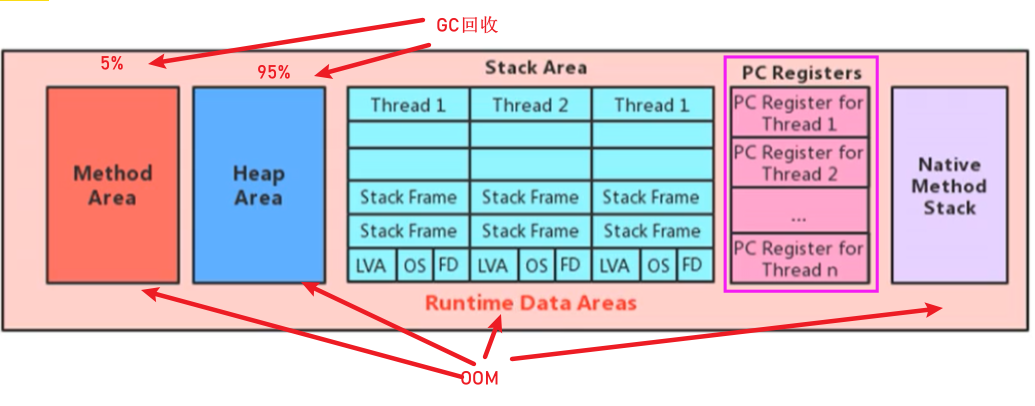 GC回收
5%
95%
Stack Area
PC Registers
Method
Area
Heap
Area
Thread 1
Thread 2
Thread 1
Stack Frame
Stack Frame
Stack Frame
Stack Frame
Stack Frame
Stack Frame
LVA
OS
FD
LVA
OS
FD
LVA
OS
FD
PC Register for
Thread 1
PC Register for
Thread 2
...
PC Register for
Thread n
Native
Method
Stack
Runtime Data Areas
OOM